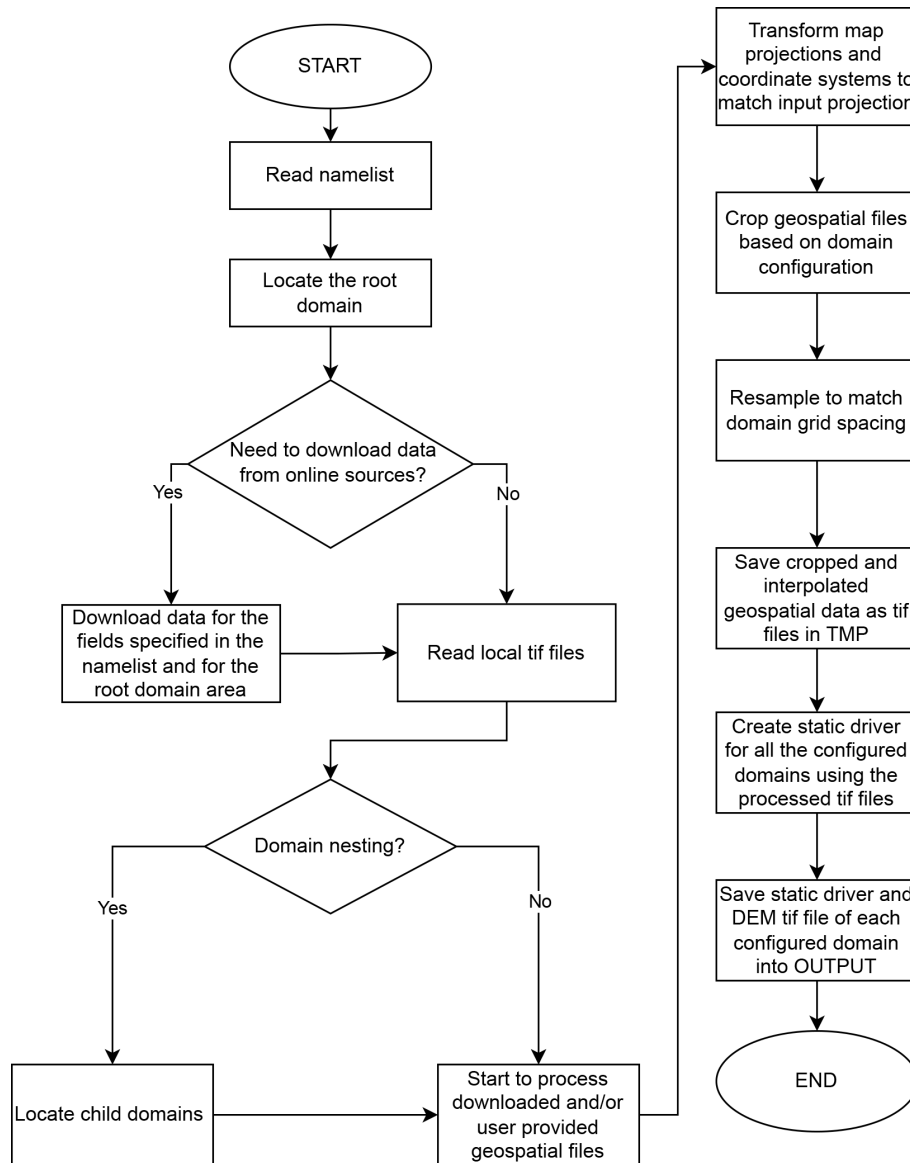 START
Read namelist
Locate the root
domain
Need to download data
from online sources?
Yes
No
Download data for the
fields specified in the
namelist and for the
root domain area
Read local tif files
Domain nesting?
Yes
No
Locate child domains
Start to process
downloaded and/or
user provided
geospatial files
Transform map
projections and
coordinate systems to
match input projection
Crop geospatial files
based on domain
configuration
Resample to match
domain grid spacing
Save cropped and
interpolated
geospatial data as tif
files in TMP
Create static driver
for all the configured
domains using the
processed tif files
Save static driver and
DEM tif file of each
configured domain
into OUTPUT
END